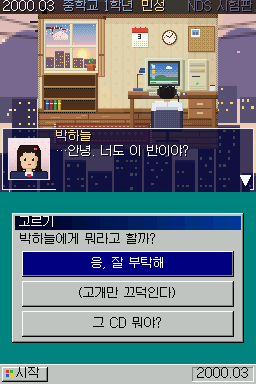 2000.03 중학교 1학년 민성 NDS 시험판
3
박하늘
…안녕. 너도 이 반이야?
고르기
박하늘에게 뭐라고 할까?
응, 잘 부탁해
(고개만 끄덕인다)
그 CD 뭐야?
시작
2000.03